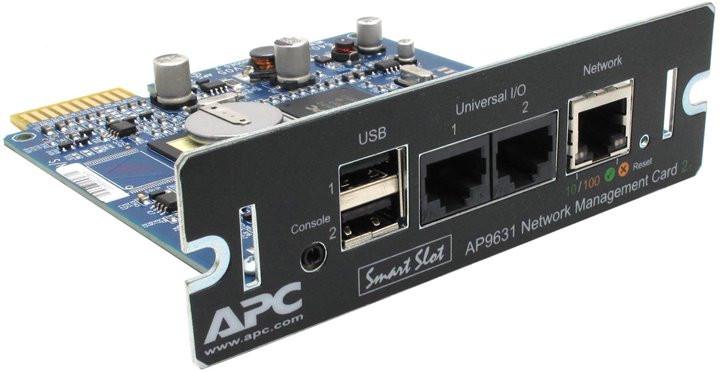 Network
Universal I/O
1
2
USB
1
2
Console
10/100
Reset
Smart Slot
AP9631 Network Management Card 2
APC
www.apc.com